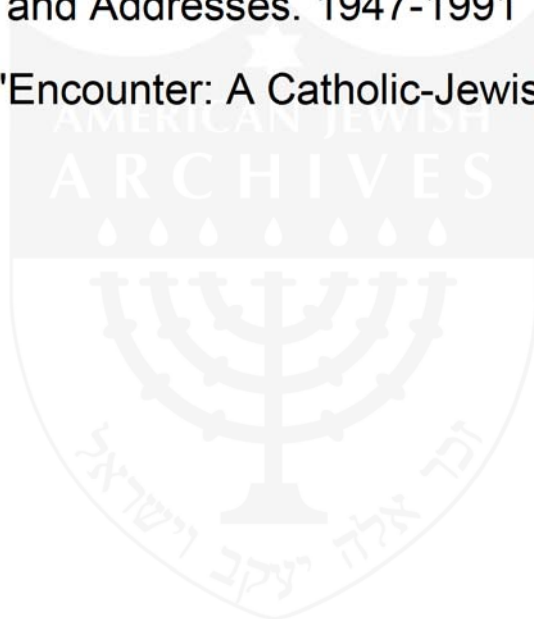 and Addresses. 1947-1991
'Encounter: A Catholic-Jewis
AMERICAN JEWISH
ARCHIVES
זכר אלה יעקב וישראל